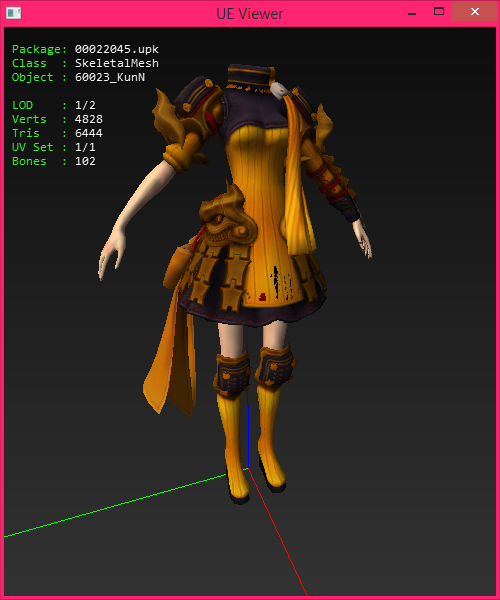 UE Viewer
Package: 00022045.upk
Class : SkeletalMesh
Object : 60023_KunN
LOD : 1/2
Verts : 4828
Tris : 6444
UV Set : 1/1
Bones : 102